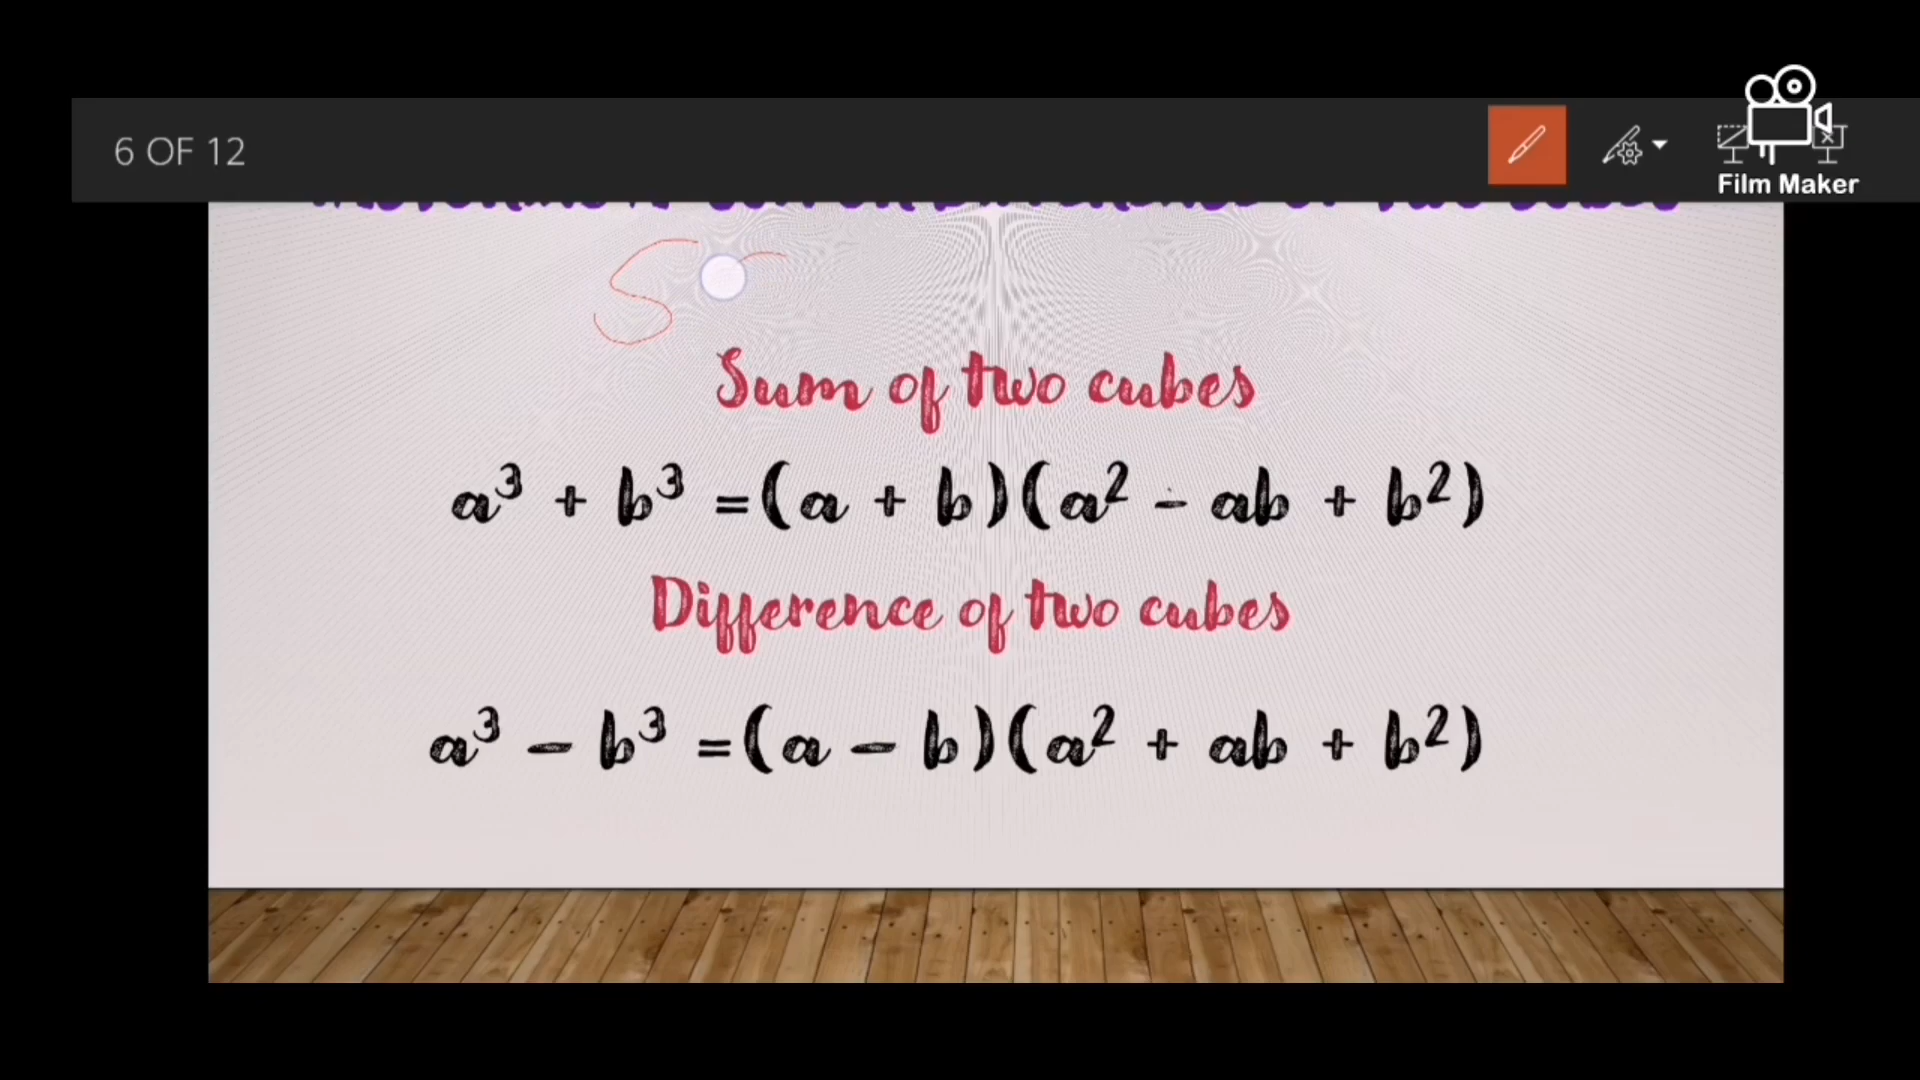 6 OF 12
Film Maker
S
Sum of two cubes
a³ + b³ =(a + b)(a² - ab + b²)
Difference of two cubes
a³ – b³ =(a – b)(a² + ab + b²)